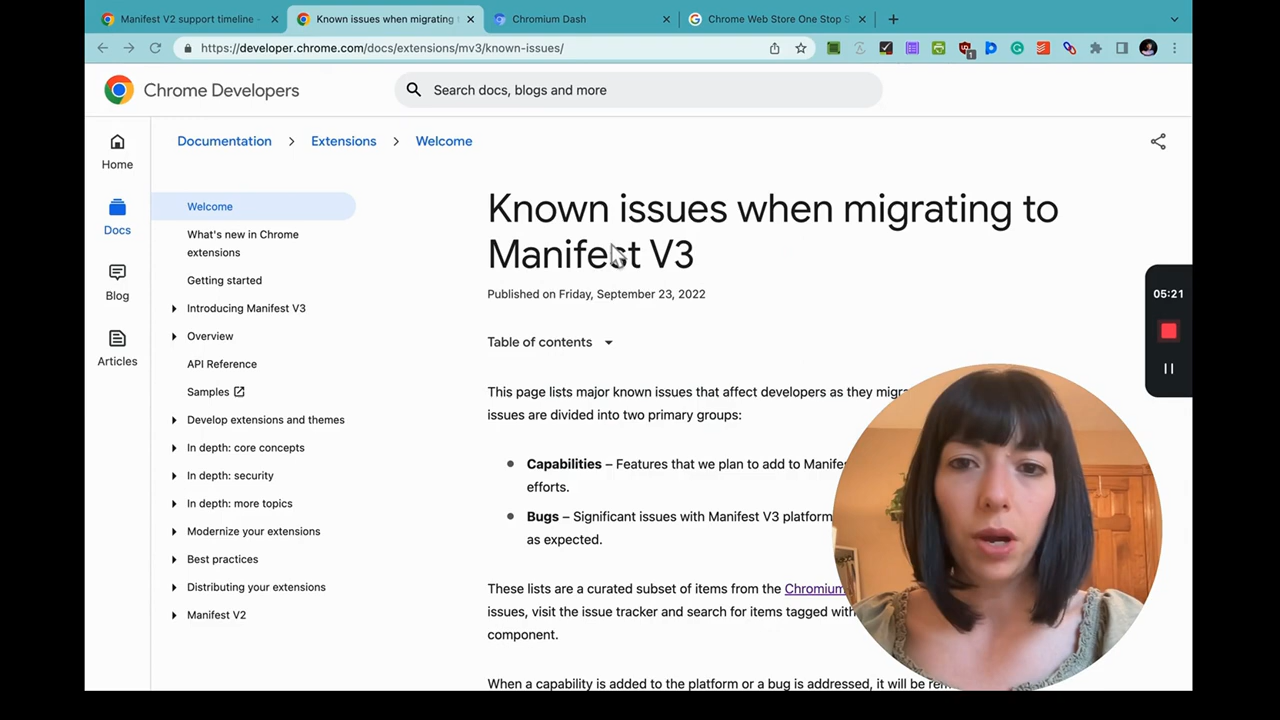 Manifest V2 support timeline -
Known issues when migrating
Chromium Dash
Chrome Web Store One Stop S
https://developer.chrome.com/docs/extensions/mv3/known-issues/
1
Chrome Developers
Search docs, blogs and more
Home
Docs
Blog
Articles
Documentation > Extensions > Welcome
Welcome
What's new in Chrome
extensions
Getting started
Introducing Manifest V3
Overview
API Reference
Samples
Develop extensions and themes
In depth: core concepts
In depth: security
In depth: more topics
Modernize your extensions
Best practices
Distributing your extensions
Manifest V2
Known issues when migrating to
Manifest V3
Published on Friday, September 23, 2022
Table of contents
This page lists major known issues that affect developers as they migra
issues are divided into two primary groups:
• Capabilities – Features that we plan to add to Manife
efforts.
• Bugs – Significant issues with Manifest V3 platform
as expected.
These lists are a curated subset of items from the Chromium
issues, visit the issue tracker and search for items tagged with
component.
When a capability is added to the platform or a bug is addressed, it will be rem
05:21